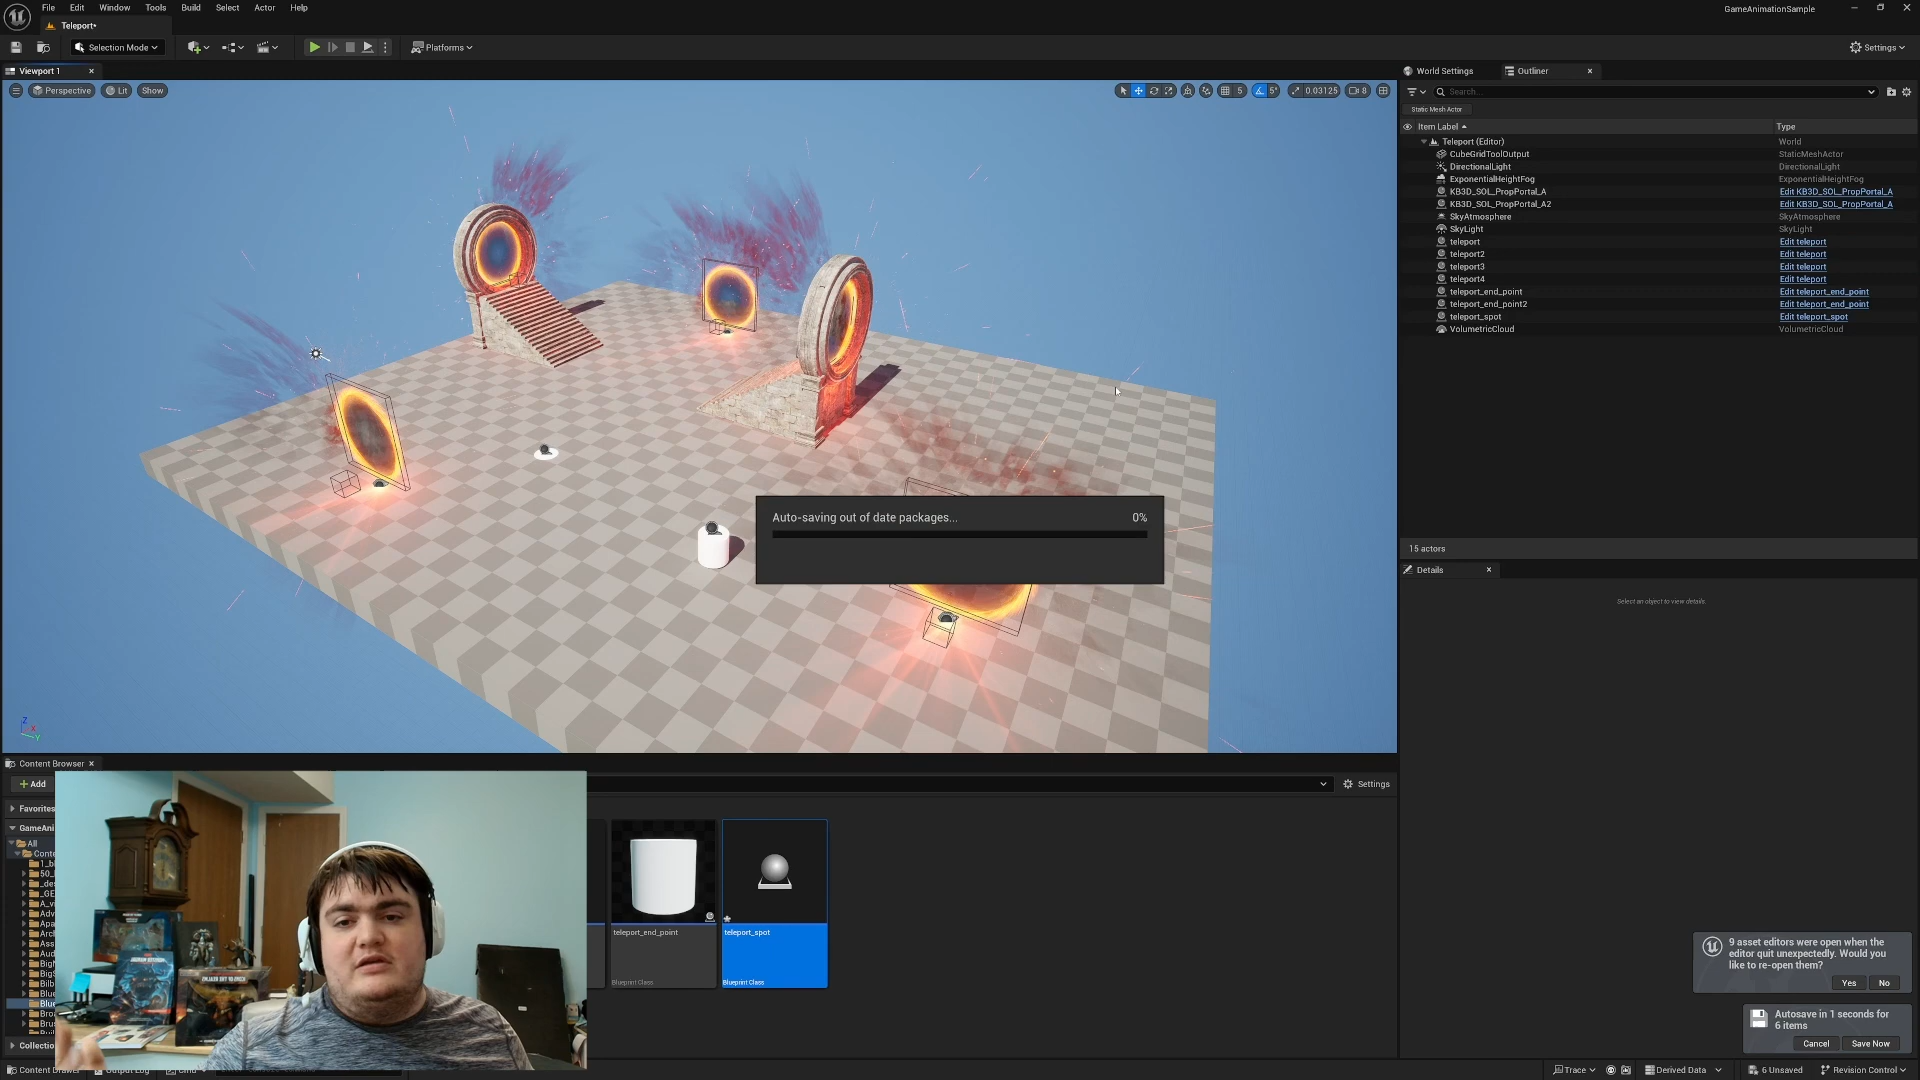 File Edit Window Tools Build Select Actor Help
GameAnimationSample
Teleport•
Selection Mode
Platforms
Settings
Viewport 1
World Settings
Outliner
Perspective
Lit
Show
5
5°
0.03125
8
Search...
Static Mesh Actor
Item Label
Type
Teleport (Editor) World
CubeGridToolOutput StaticMeshActor
DirectionalLight DirectionalLight
ExponentialHeightFog ExponentialHeightFog
KB3D_SOL_PropPortal_A Edit KB3D_SOL_PropPortal_A
KB3D_SOL_PropPortal_A2 Edit KB3D_SOL_PropPortal_A
SkyAtmosphere SkyAtmosphere
SkyLight SkyLight
teleport Edit teleport
teleport2 Edit teleport
teleport3 Edit teleport
teleport4 Edit teleport
teleport_end_point Edit teleport_end_point
teleport_end_point2 Edit teleport_end_point
teleport_spot Edit teleport_spot
VolumetricCloud VolumetricCloud
Auto-saving out of date packages... 0%
15 actors
Details
Select an object to view details.
Z
X
Y
Content Browser
Add
Settings
Favorites
GameAni
All
Conte
teleport_end_point
Blueprint Class
teleport_spot
Blueprint Class
9 asset editors were open when the
editor quit unexpectedly. Would you
like to re-open them?
Yes
No
Autosave in 1 seconds for
6 items
Cancel
Save Now
Collectio
Trace
Derived Data
6 Unsaved
Revision Control